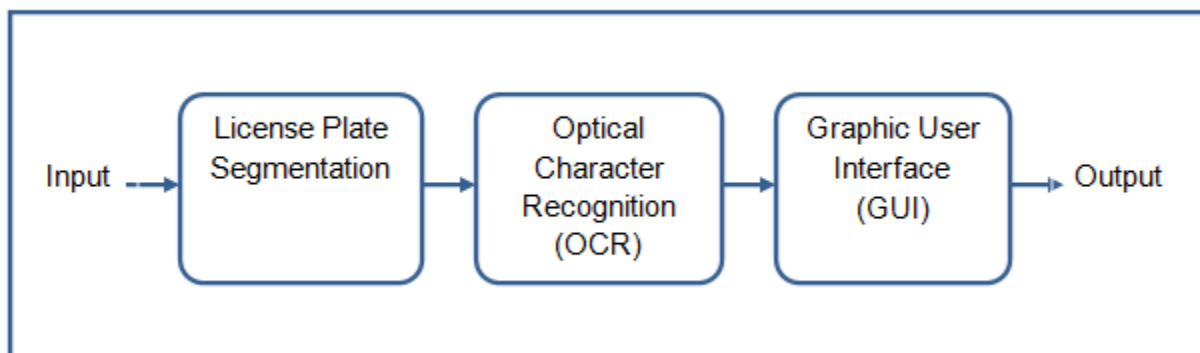 Input
License Plate
Segmentation
Optical
Character
Recognition
(OCR)
Graphic User
Interface
(GUI)
Output